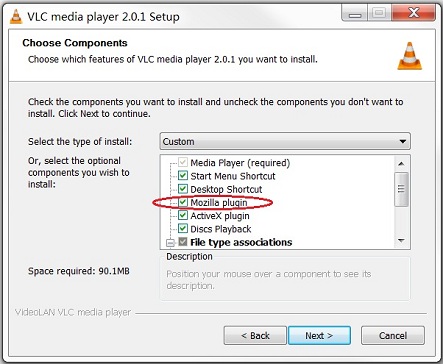 VLC media player 2.0.1 Setup
Choose Components
Choose which features of VLC media player 2.0.1 you want to install.
Check the components you want to install and uncheck the components you don't want to
install. Click Next to continue.
Select the type of install:
Custom
Or, select the optional
components you wish to
install:
Media Player (required)
Start Menu Shortcut
Desktop Shortcut
Mozilla plugin
ActiveX plugin
Discs Playback
File type associations
Space required: 90.1MB
Description
Position your mouse over a component to see its
description.
VideoLAN VLC media player
< Back
Next >
Cancel